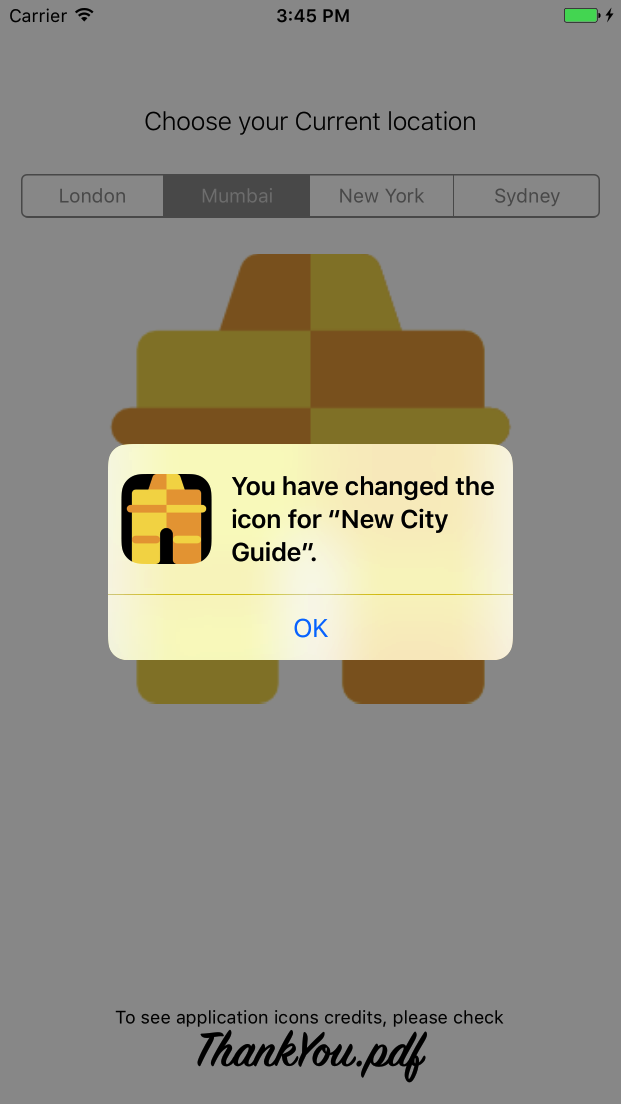 Carrier 3:45 PM
Choose your Current location
London Mumbai New York Sydney
You have changed the
icon for “New City
Guide”.
OK
To see application icons credits, please check
ThankYou.pdf